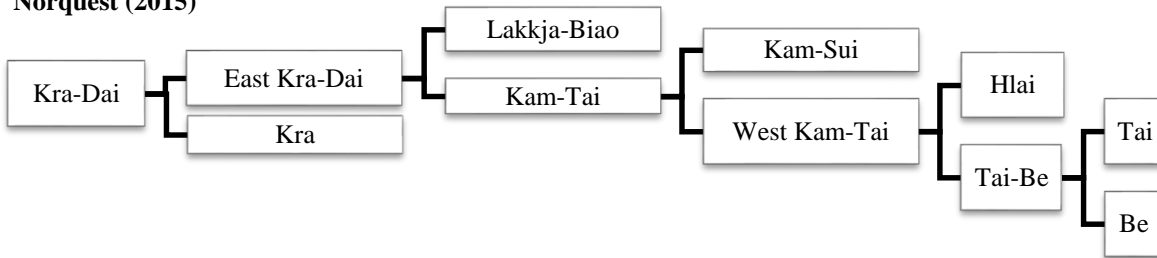 Norquest (2015)
Lakkja-Biao
Kam-Sui
East Kra-Dai
Hlai
Kra-Dai
Kam-Tai
Tai
Kra
West Kam-Tai
Tai-Be
Be